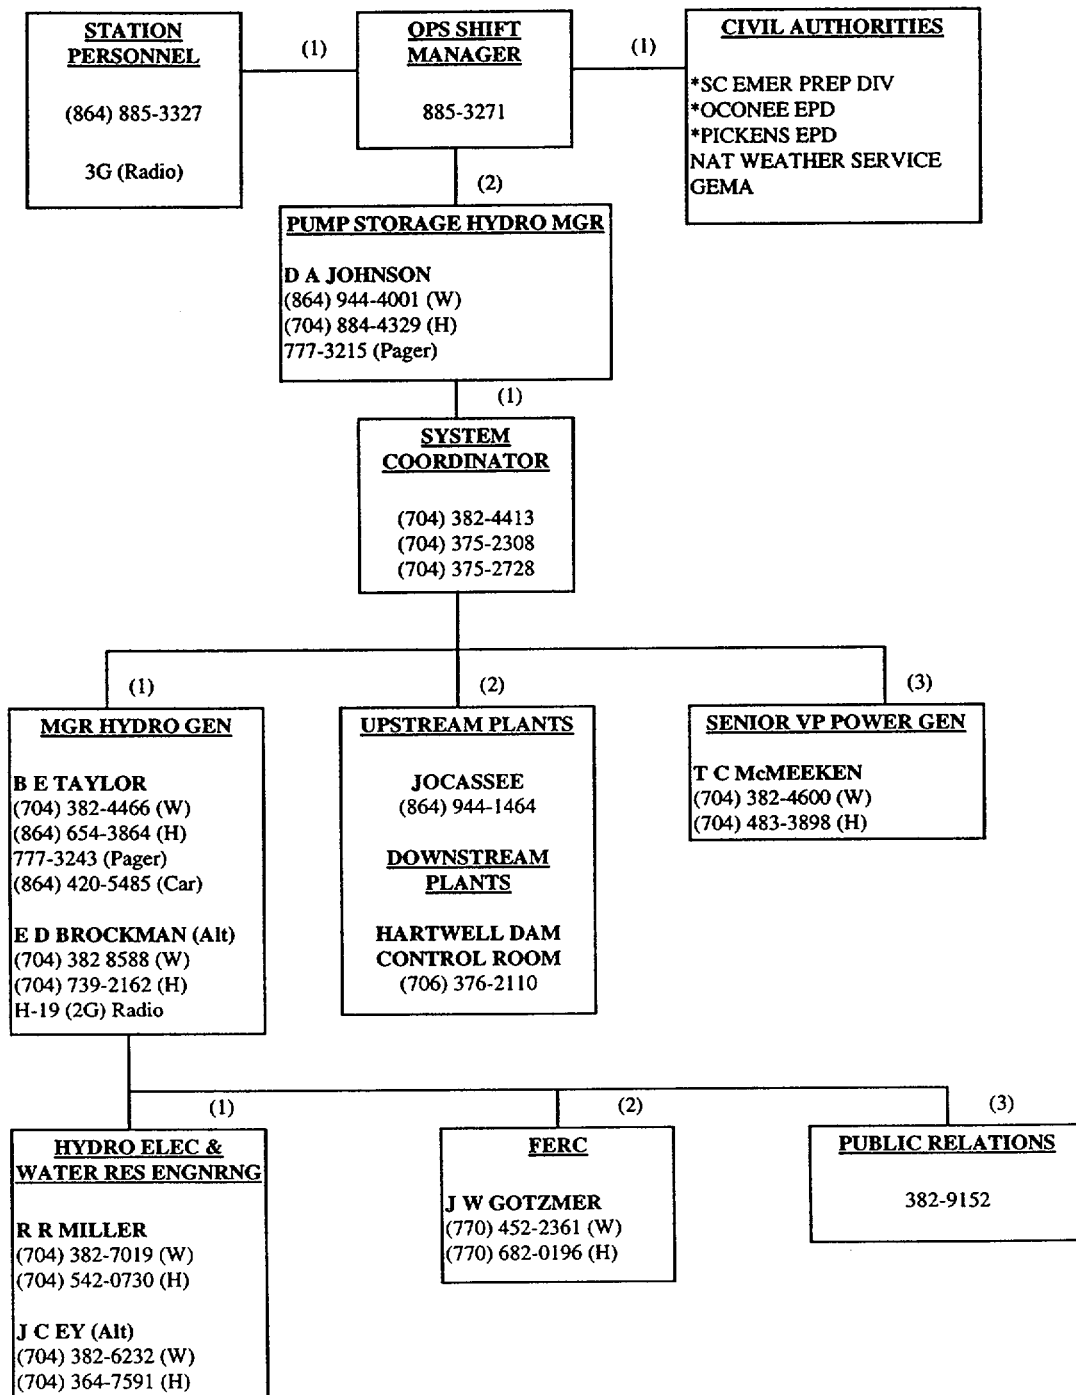 STATION
PERSONNEL
(864) 885-3327
3G (Radio)
(1)
OPS SHIFT
MANAGER
885-3271
(1)
CIVIL AUTHORITIES
*SC EMER PREP DIV
*OCONEE EPD
*PICKENS EPD
NAT WEATHER SERVICE
GEMA
(2)
PUMP STORAGE HYDRO MGR
D A JOHNSON
(864) 944-4001 (W)
(704) 884-4329 (H)
777-3215 (Pager)
(1)
SYSTEM
COORDINATOR
(704) 382-4413
(704) 375-2308
(704) 375-2728
(1)
MGR HYDRO GEN
B E TAYLOR
(704) 382-4466 (W)
(864) 654-3864 (H)
777-3243 (Pager)
(864) 420-5485 (Car)
E D BROCKMAN (Alt)
(704) 382 8588 (W)
(704) 739-2162 (H)
H-19 (2G) Radio
(2)
UPSTREAM PLANTS
JOCASSEE
(864) 944-1464
DOWNSTREAM
PLANTS
HARTWELL DAM
CONTROL ROOM
(706) 376-2110
(3)
SENIOR VP POWER GEN
T C McMEEKEN
(704) 382-4600 (W)
(704) 483-3898 (H)
(1)
HYDRO ELEC &
WATER RES ENGNRNG
R R MILLER
(704) 382-7019 (W)
(704) 542-0730 (H)
J C EY (Alt)
(704) 382-6232 (W)
(704) 364-7591 (H)
(2)
FERC
J W GOTZMER
(770) 452-2361 (W)
(770) 682-0196 (H)
(3)
PUBLIC RELATIONS
382-9152